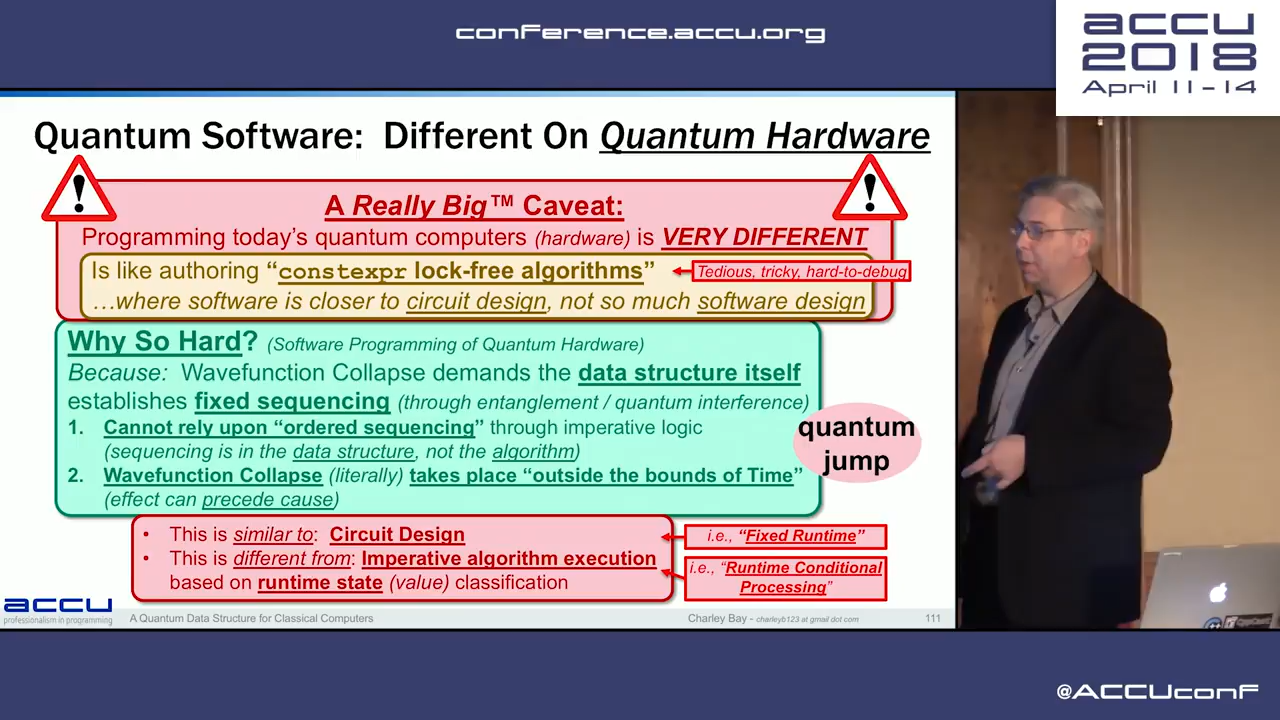 conference.accu.org
accu
2018
April 11-14
Quantum Software: Different On Quantum Hardware
A Really Big™ Caveat:
Programming today's quantum computers (hardware) is VERY DIFFERENT
Is like authoring “constexpr lock-free algorithms”
Tedious, tricky, hard-to-debug
…where software is closer to circuit design, not so much software design
Why So Hard? (Software Programming of Quantum Hardware)
Because: Wavefunction Collapse demands the data structure itself
establishes fixed sequencing (through entanglement / quantum interference)
1. Cannot rely upon “ordered sequencing” through imperative logic
(sequencing is in the data structure, not the algorithm)
2. Wavefunction Collapse (literally) takes place “outside the bounds of Time”
(effect can precede cause)
quantum
jump
• This is similar to: Circuit Design
i.e., “Fixed Runtime”
• This is different from: Imperative algorithm execution
based on runtime state (value) classification
i.e., “Runtime Conditional
Processing”
accu
professionalism in programming
A Quantum Data Structure for Classical Computers
Charley Bay - charleyb123 at gmail dot com
111
@ACCUconf